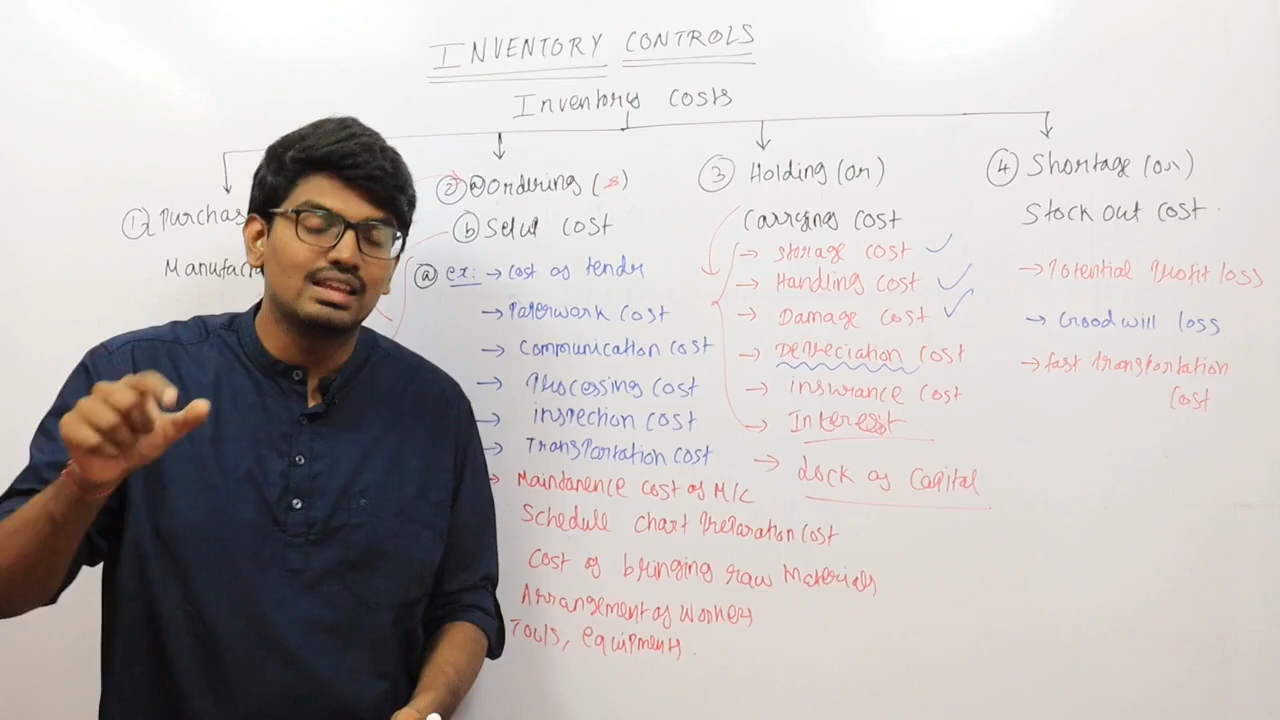 INVENTORY CONTROLS
Inventory costs
① Purchas
Manufactu
② ⓐ Ordering (s)
ⓑ Setup cost
ⓐ ex: → cost of tender
→ Paperwork cost
→ Communication cost
→ Processing cost
→ inspection cost
→ Transportation cost
→ Maintanence cost of M/C
Schedule chart preparation cost
Cost of bringing raw materials
Arrangement of workers
Tools, equipments.
③ Holding (or)
Carrying cost
→ storage cost ✓
→ Handling cost ✓
→ Damage cost ✓
→ Depreciation cost
→ insurance cost
→ Interest
→ Lock of Capital
④ Shortage (or)
Stock out cost.
→ Potential Profit loss
→ Goodwill loss
→ fast transportation
cost